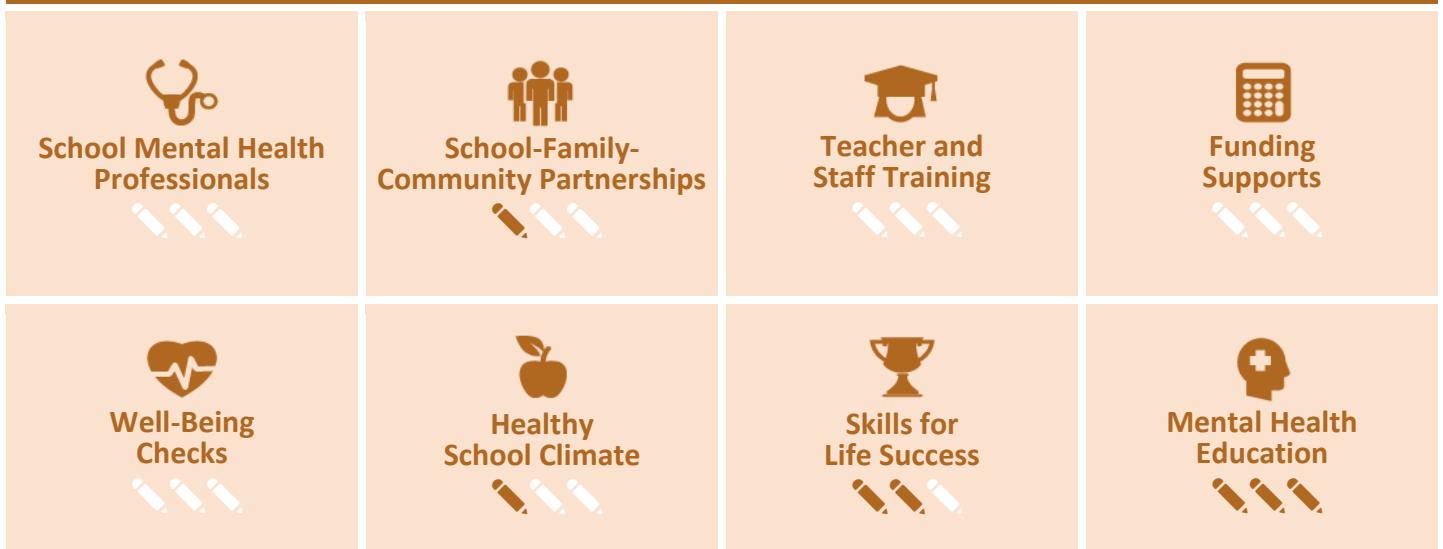 School Mental Health
Professionals
School-Family-
Community Partnerships
Teacher and
Staff Training
Funding
Supports
Well-Being
Checks
Healthy
School Climate
Skills for
Life Success
Mental Health
Education